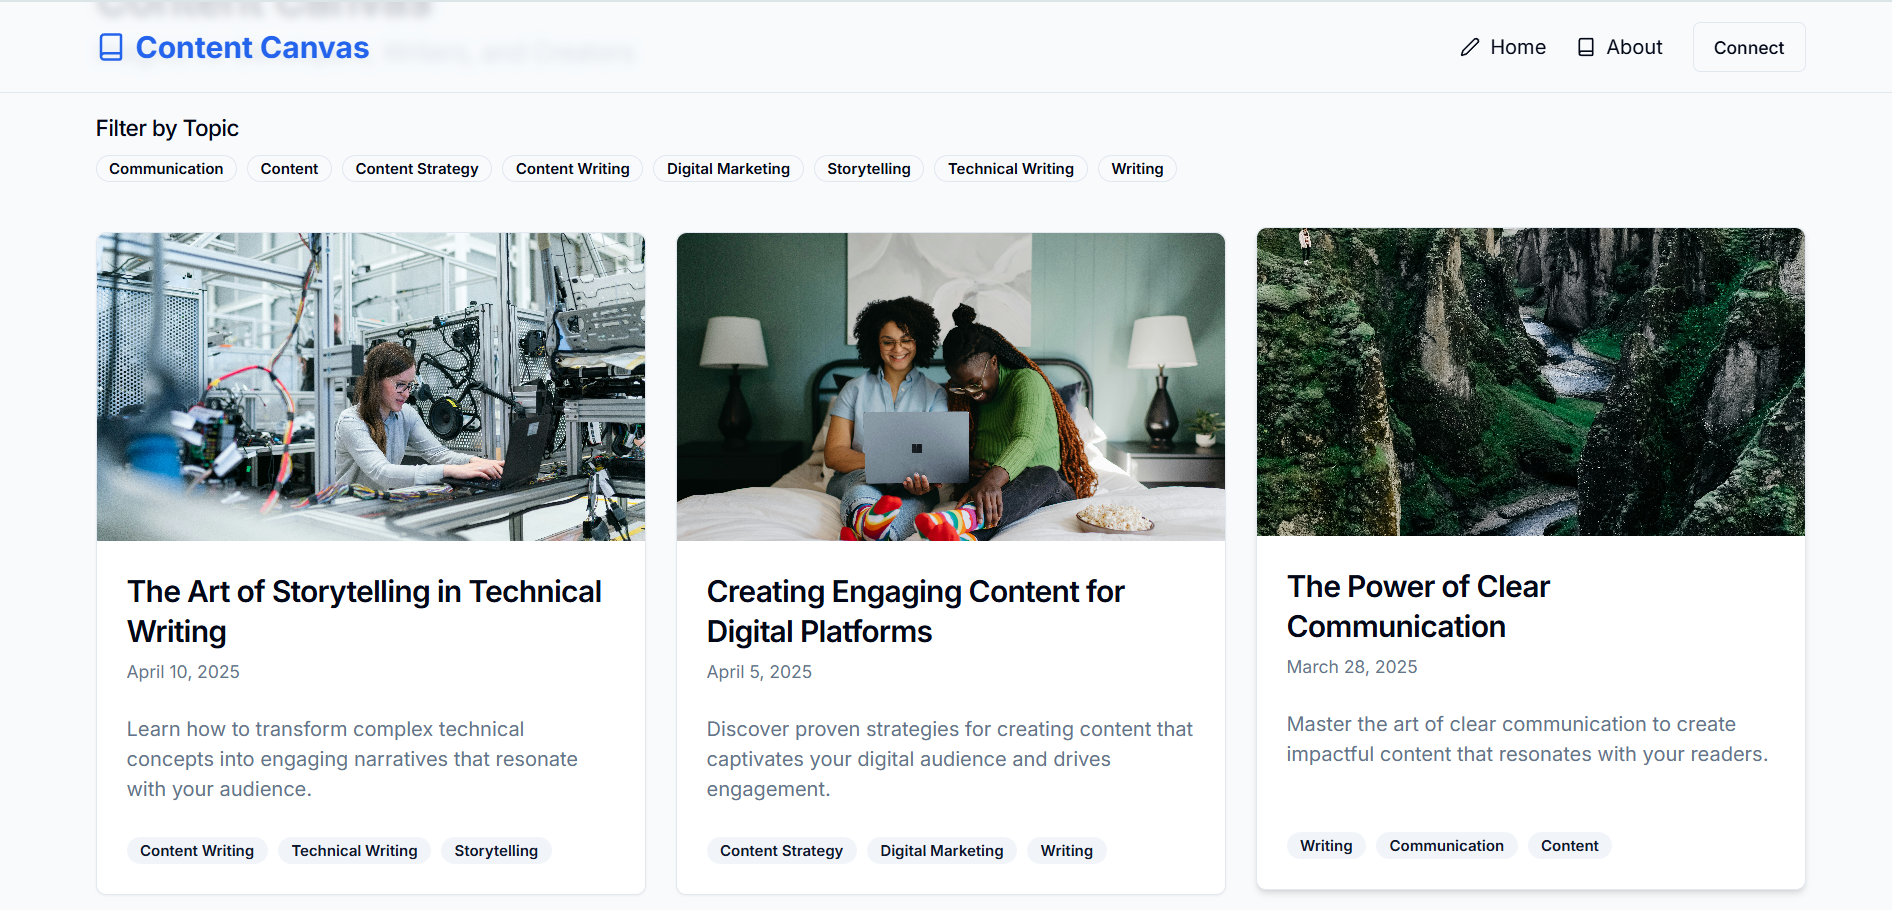 Content Canvas
Home
About
Connect
Filter by Topic
Communication
Content
Content Strategy
Content Writing
Digital Marketing
Storytelling
Technical Writing
Writing
The Art of Storytelling in Technical
Writing
April 10, 2025
Learn how to transform complex technical
concepts into engaging narratives that resonate
with your audience.
Content Writing
Technical Writing
Storytelling
Creating Engaging Content for
Digital Platforms
April 5, 2025
Discover proven strategies for creating content that
captivates your digital audience and drives
engagement.
Content Strategy
Digital Marketing
Writing
The Power of Clear
Communication
March 28, 2025
Master the art of clear communication to create
impactful content that resonates with your readers.
Writing
Communication
Content